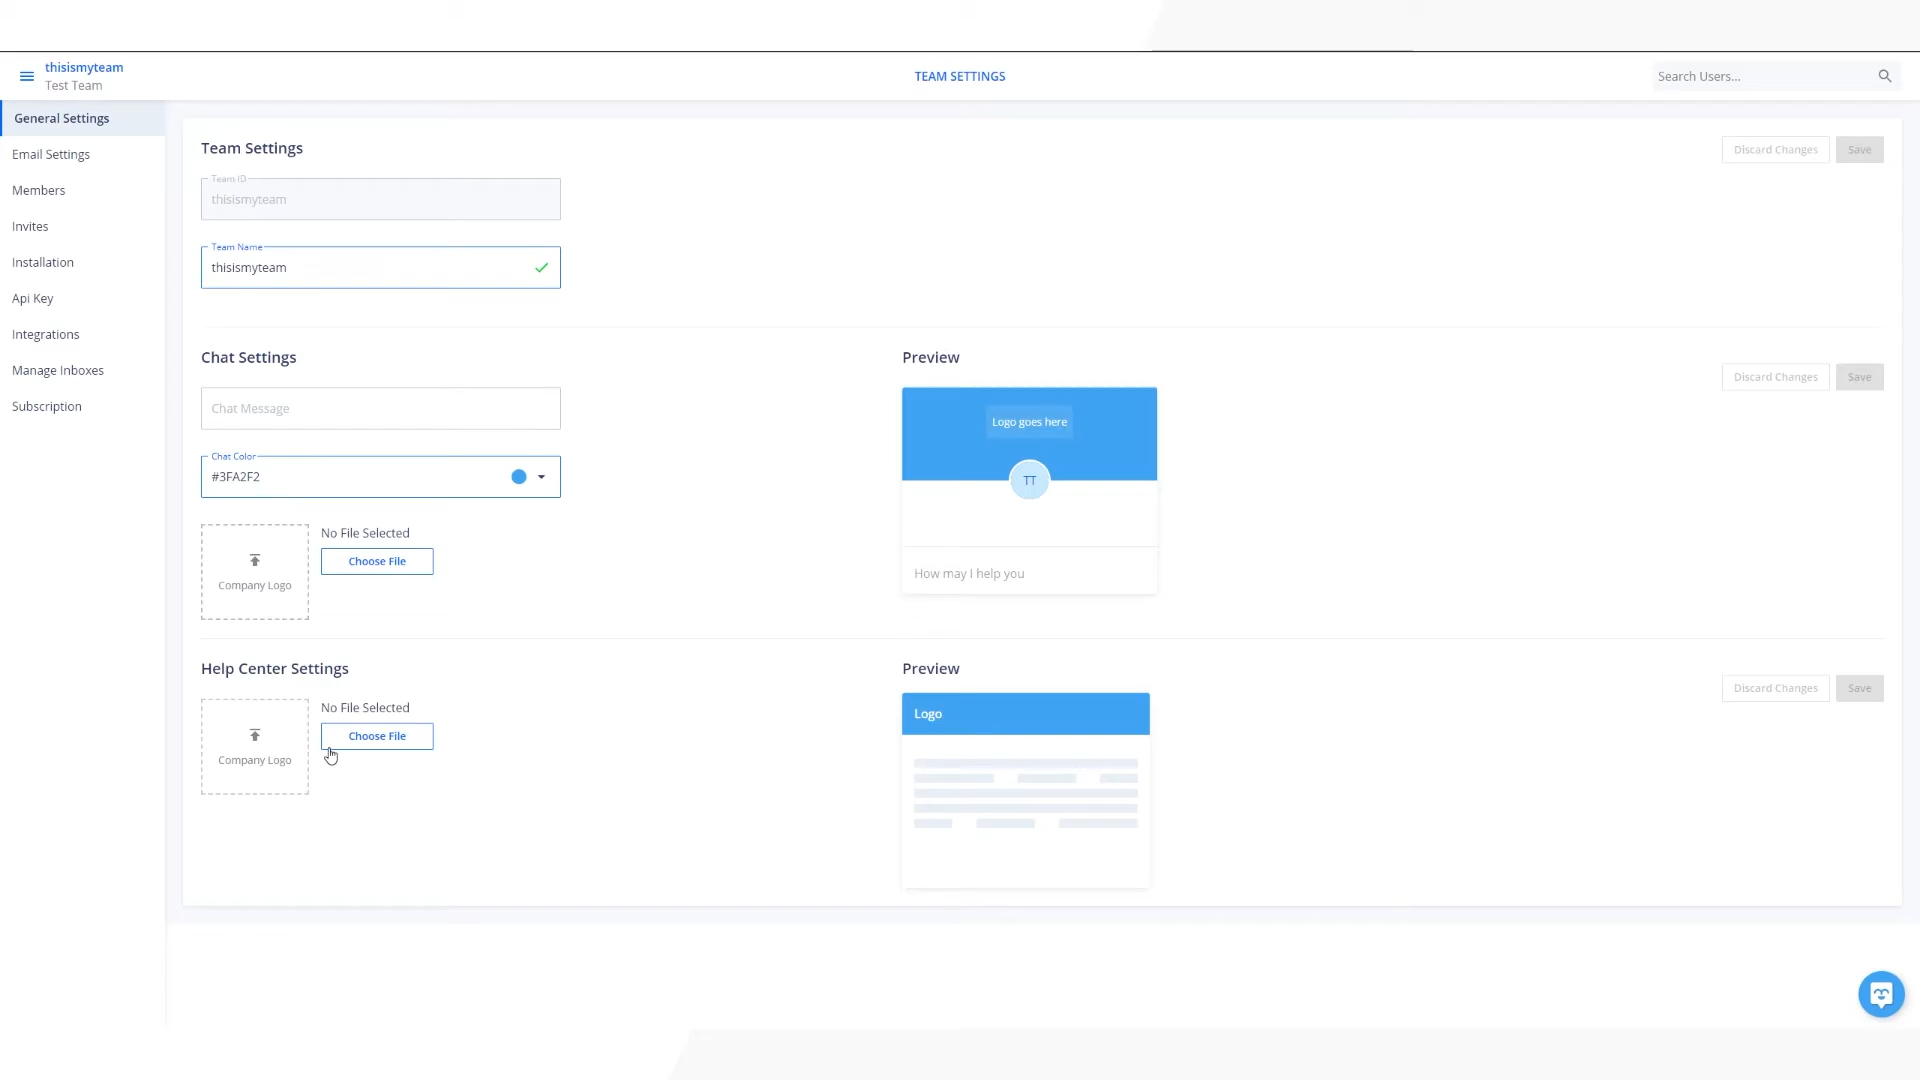 thisismyteam
Test Team
TEAM SETTINGS
Search Users...
General Settings
Email Settings
Members
Invites
Installation
Api Key
Integrations
Manage Inboxes
Subscription
Team Settings
Discard Changes
Save
Team ID
thisismyteam
Team Name
thisismyteam
Chat Settings
Chat Message
Chat Color
#3FA2F2
No File Selected
Choose File
Company Logo
Preview
Logo goes here
TT
How may I help you
Discard Changes
Save
Help Center Settings
No File Selected
Choose File
Company Logo
Preview
Logo
Discard Changes
Save